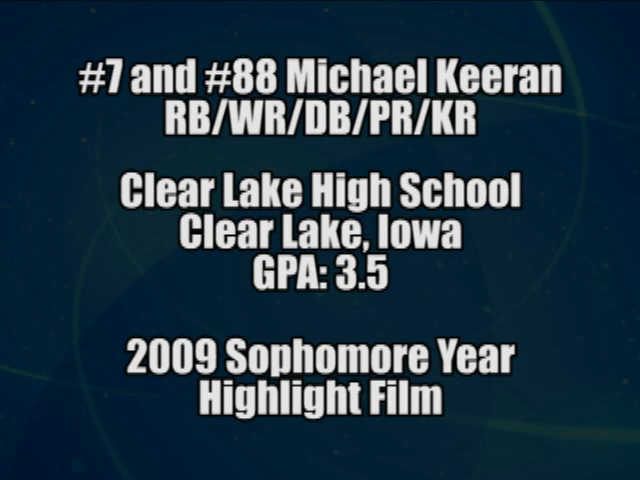 #7 and #88 Michael Keeran
RB/WR/DB/PR/KR
Clear Lake High School
Clear Lake, Iowa
GPA: 3.5
2009 Sophomore Year
Highlight Film